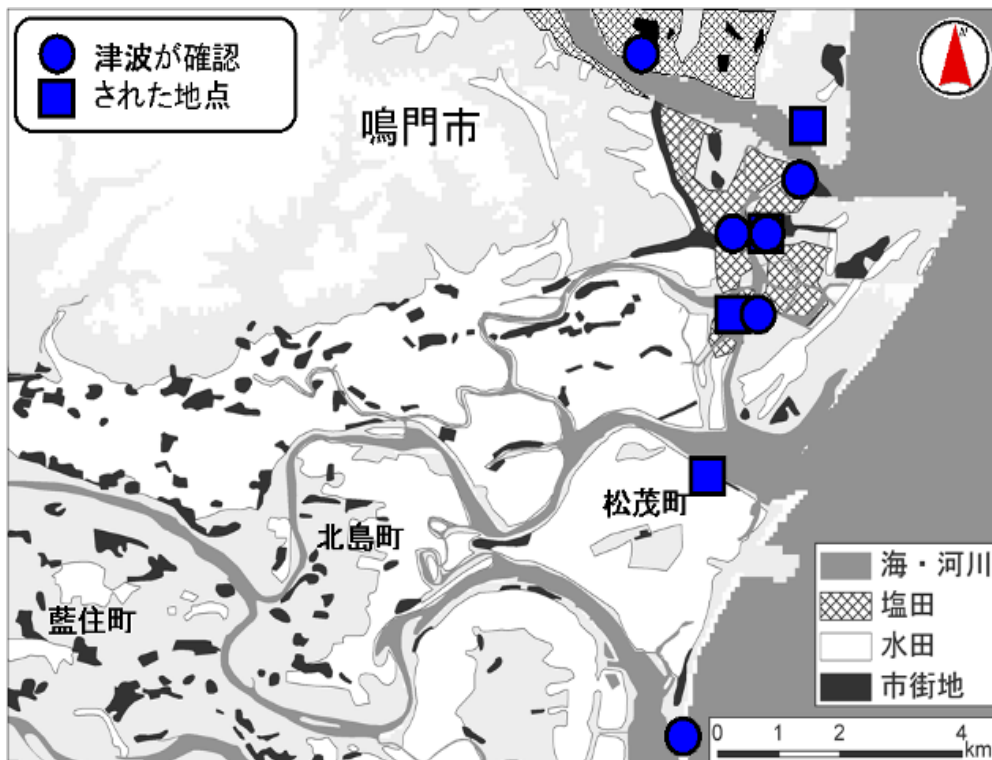 津波が確認
された地点
N
鳴門市
松茂町
北島町
藍住町
海・河川
塩田
水田
市街地
0 1 2 4
km